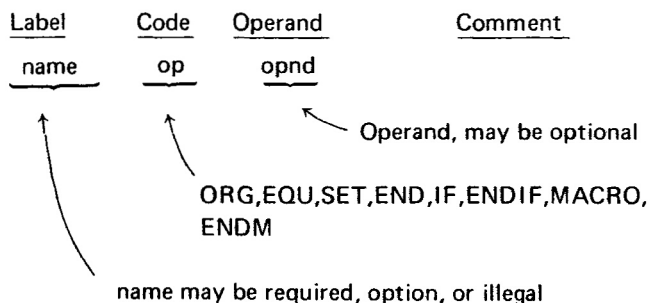 Label Code Operand Comment
name op opnd
Operand, may be optional
ORG,EQU,SET,END,IF,ENDIF,MACRO,
ENDM
name may be required, option, or illegal